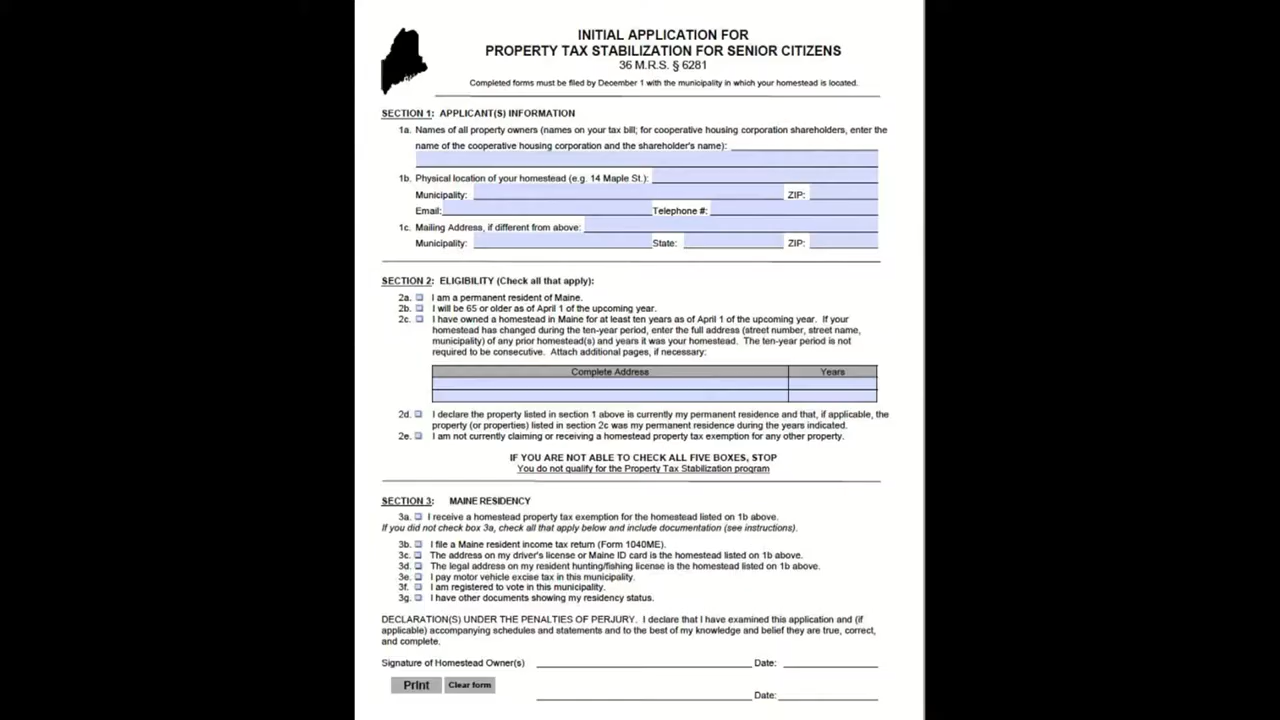 INITIAL APPLICATION FOR
PROPERTY TAX STABILIZATION FOR SENIOR CITIZENS
36 M.R.S. § 6281
Completed forms must be filed by December 1 with the municipality in which your homestead is located.
SECTION 1: APPLICANT(S) INFORMATION
1a. Names of all property owners (names on your tax bill; for cooperative housing corporation shareholders, enter the
name of the cooperative housing corporation and the shareholder's name):
1b. Physical location of your homestead (e.g. 14 Maple St.):
Municipality: ZIP:
Email: Telephone #:
1c. Mailing Address, if different from above:
Municipality: State: ZIP:
SECTION 2: ELIGIBILITY (Check all that apply):
2a. I am a permanent resident of Maine.
2b. I will be 65 or older as of April 1 of the upcoming year.
2c. I have owned a homestead in Maine for at least ten years as of April 1 of the upcoming year. If your
homestead has changed during the ten-year period, enter the full address (street number, street name,
municipality) of any prior homestead(s) and years it was your homestead. The ten-year period is not
required to be consecutive. Attach additional pages, if necessary:
Complete Address Years
2d. I declare the property listed in section 1 above is currently my permanent residence and that, if applicable, the
property (or properties) listed in section 2c was my permanent residence during the years indicated.
2e. I am not currently claiming or receiving a homestead property tax exemption for any other property.
IF YOU ARE NOT ABLE TO CHECK ALL FIVE BOXES, STOP
You do not qualify for the Property Tax Stabilization program
SECTION 3: MAINE RESIDENCY
3a. I receive a homestead property tax exemption for the homestead listed on 1b above.
If you did not check box 3a, check all that apply below and include documentation (see instructions).
3b. I file a Maine resident income tax return (Form 1040ME).
3c. The address on my driver's license or Maine ID card is the homestead listed on 1b above.
3d. The legal address on my resident hunting/fishing license is the homestead listed on 1b above.
3e. I pay motor vehicle excise tax in this municipality.
3f. I am registered to vote in this municipality.
3g. I have other documents showing my residency status.
DECLARATION(S) UNDER THE PENALTIES OF PERJURY. I declare that I have examined this application and (if
applicable) accompanying schedules and statements and to the best of my knowledge and belief they are true, correct,
and complete.
Signature of Homestead Owner(s) Date:
Print Clear form
Date: